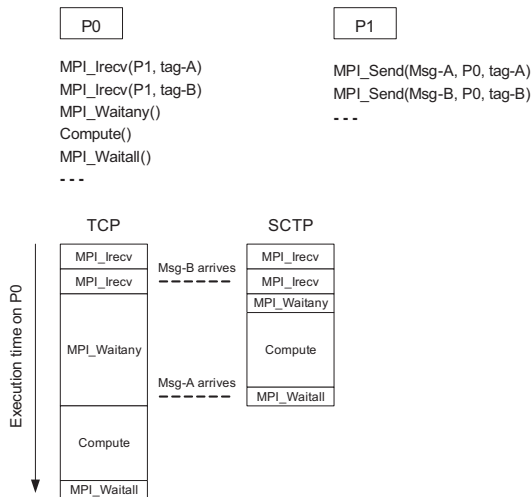 P0
MPI_Irecv(P1, tag-A)
MPI_Irecv(P1, tag-B)
MPI_Waitany()
Compute()
MPI_Waitall()
- - -
P1
MPI_Send(Msg-A, P0, tag-A)
MPI_Send(Msg-B, P0, tag-B)
- - -
Execution time on P0
TCP
MPI_Irecv
MPI_Irecv
MPI_Waitany
Compute
MPI_Waitall
Msg-B arrives
Msg-A arrives
SCTP
MPI_Irecv
MPI_Irecv
MPI_Waitany
Compute
MPI_Waitall